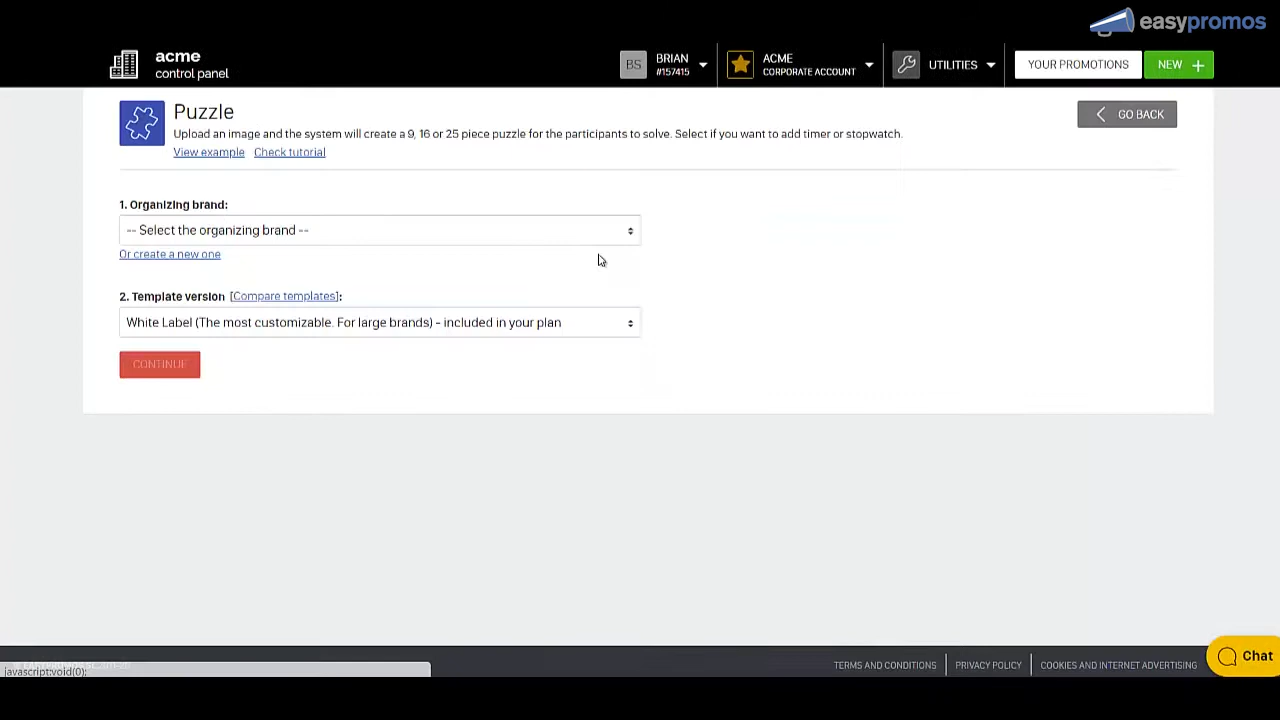 easypromos
acme
control panel
BS
BRIAN
#157415
ACME
CORPORATE ACCOUNT
UTILITIES
YOUR PROMOTIONS
NEW +
Puzzle
GO BACK
Upload an image and the system will create a 9, 16 or 25 piece puzzle for the participants to solve. Select if you want to add timer or stopwatch.
View example Check tutorial
1. Organizing brand:
-- Select the organizing brand --
Or create a new one
2. Template version [Compare templates]:
White Label (The most customizable. For large brands) - included in your plan
CONTINUE
Chat
TERMS AND CONDITIONS
PRIVACY POLICY
COOKIES AND INTERNET ADVERTISING
javascript:void(0);